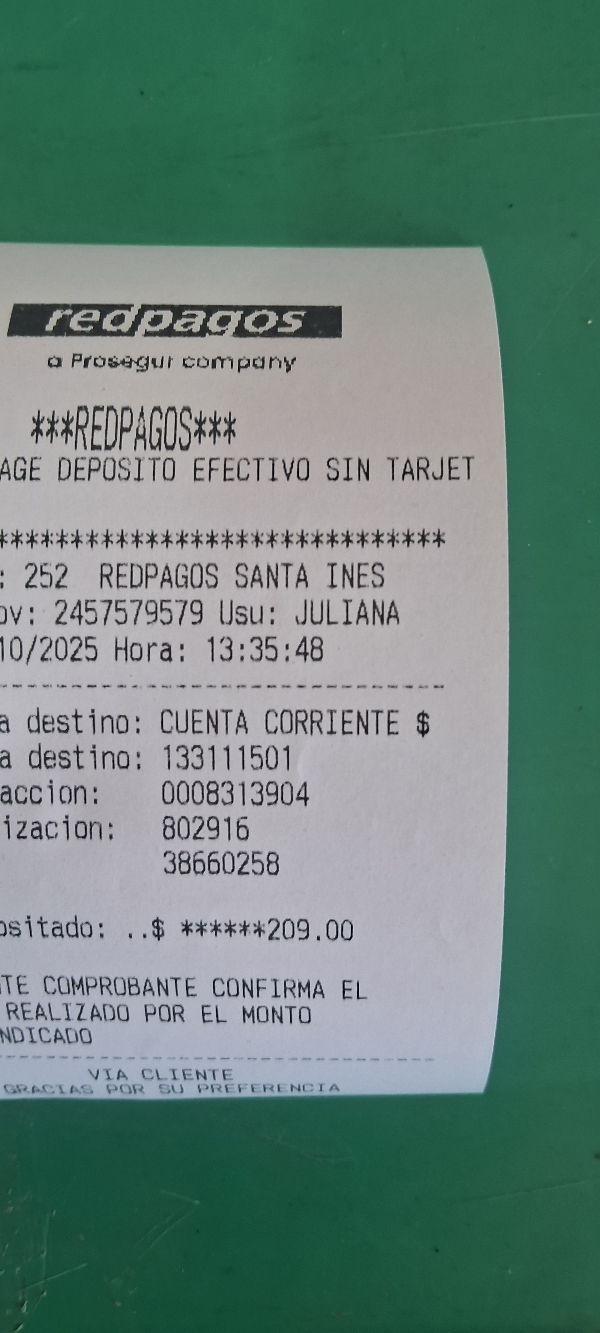 redpagos
a Prosegur company
***REDPAGOS***
AGE DEPOSITO EFECTIVO SIN TARJET
******************************
: 252 REDPAGOS SANTA INES
ov: 2457579579 Usu: JULIANA
10/2025 Hora: 13:35:48
a destino: CUENTA CORRIENTE $
a destino: 133111501
accion: 0008313904
izacion: 802916
38660258
ositado: ..$ ******209.00
TE COMPROBANTE CONFIRMA EL
REALIZADO POR EL MONTO
NDICADO
VIA CLIENTE
GRACIAS POR SU PREFERENCIA